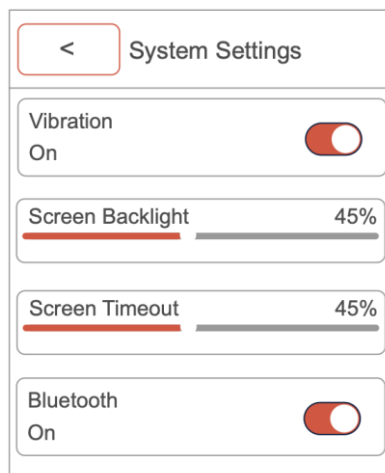 < System Settings
Vibration
On
Screen Backlight 45%
Screen Timeout 45%
Bluetooth
On